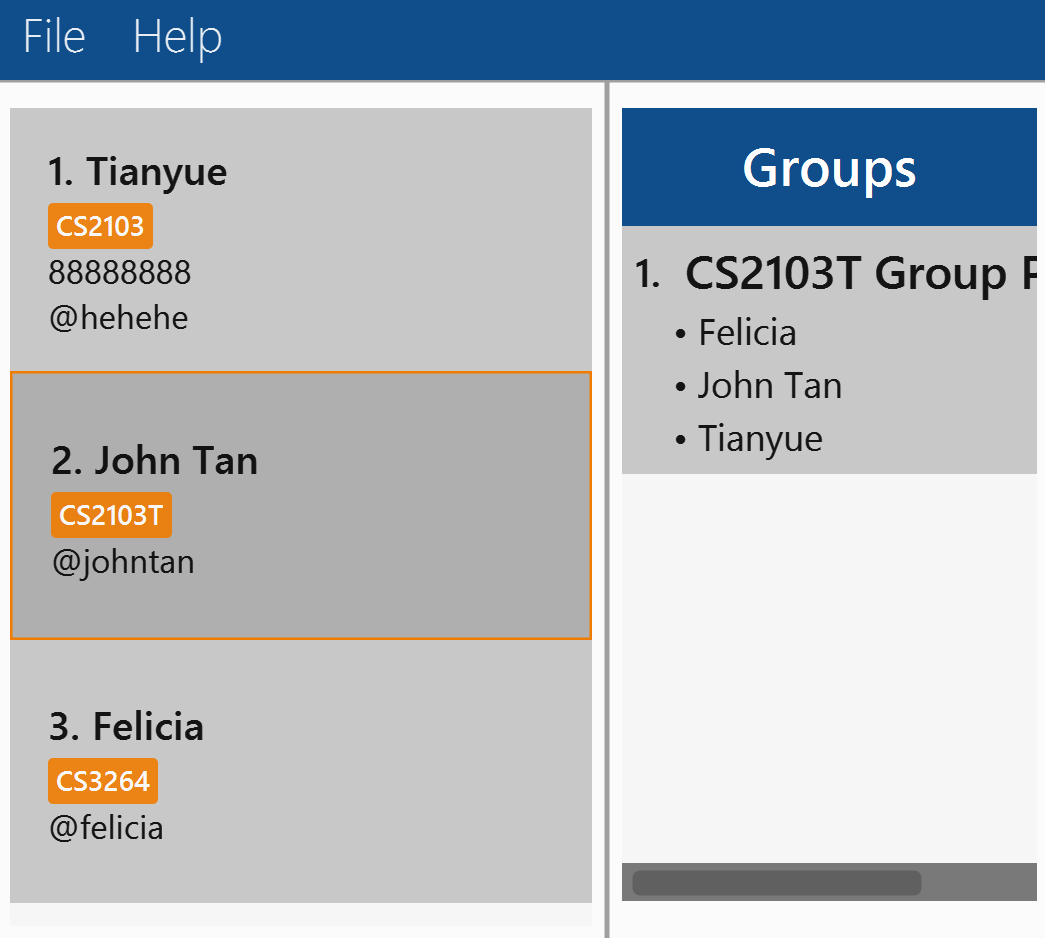 File Help
1. Tianyue
CS2103
88888888
@hehehe
2. John Tan
CS2103T
@johntan
3. Felicia
CS3264
@felicia
Groups
1. CS2103T Group
• Felicia
• John Tan
• Tianyue